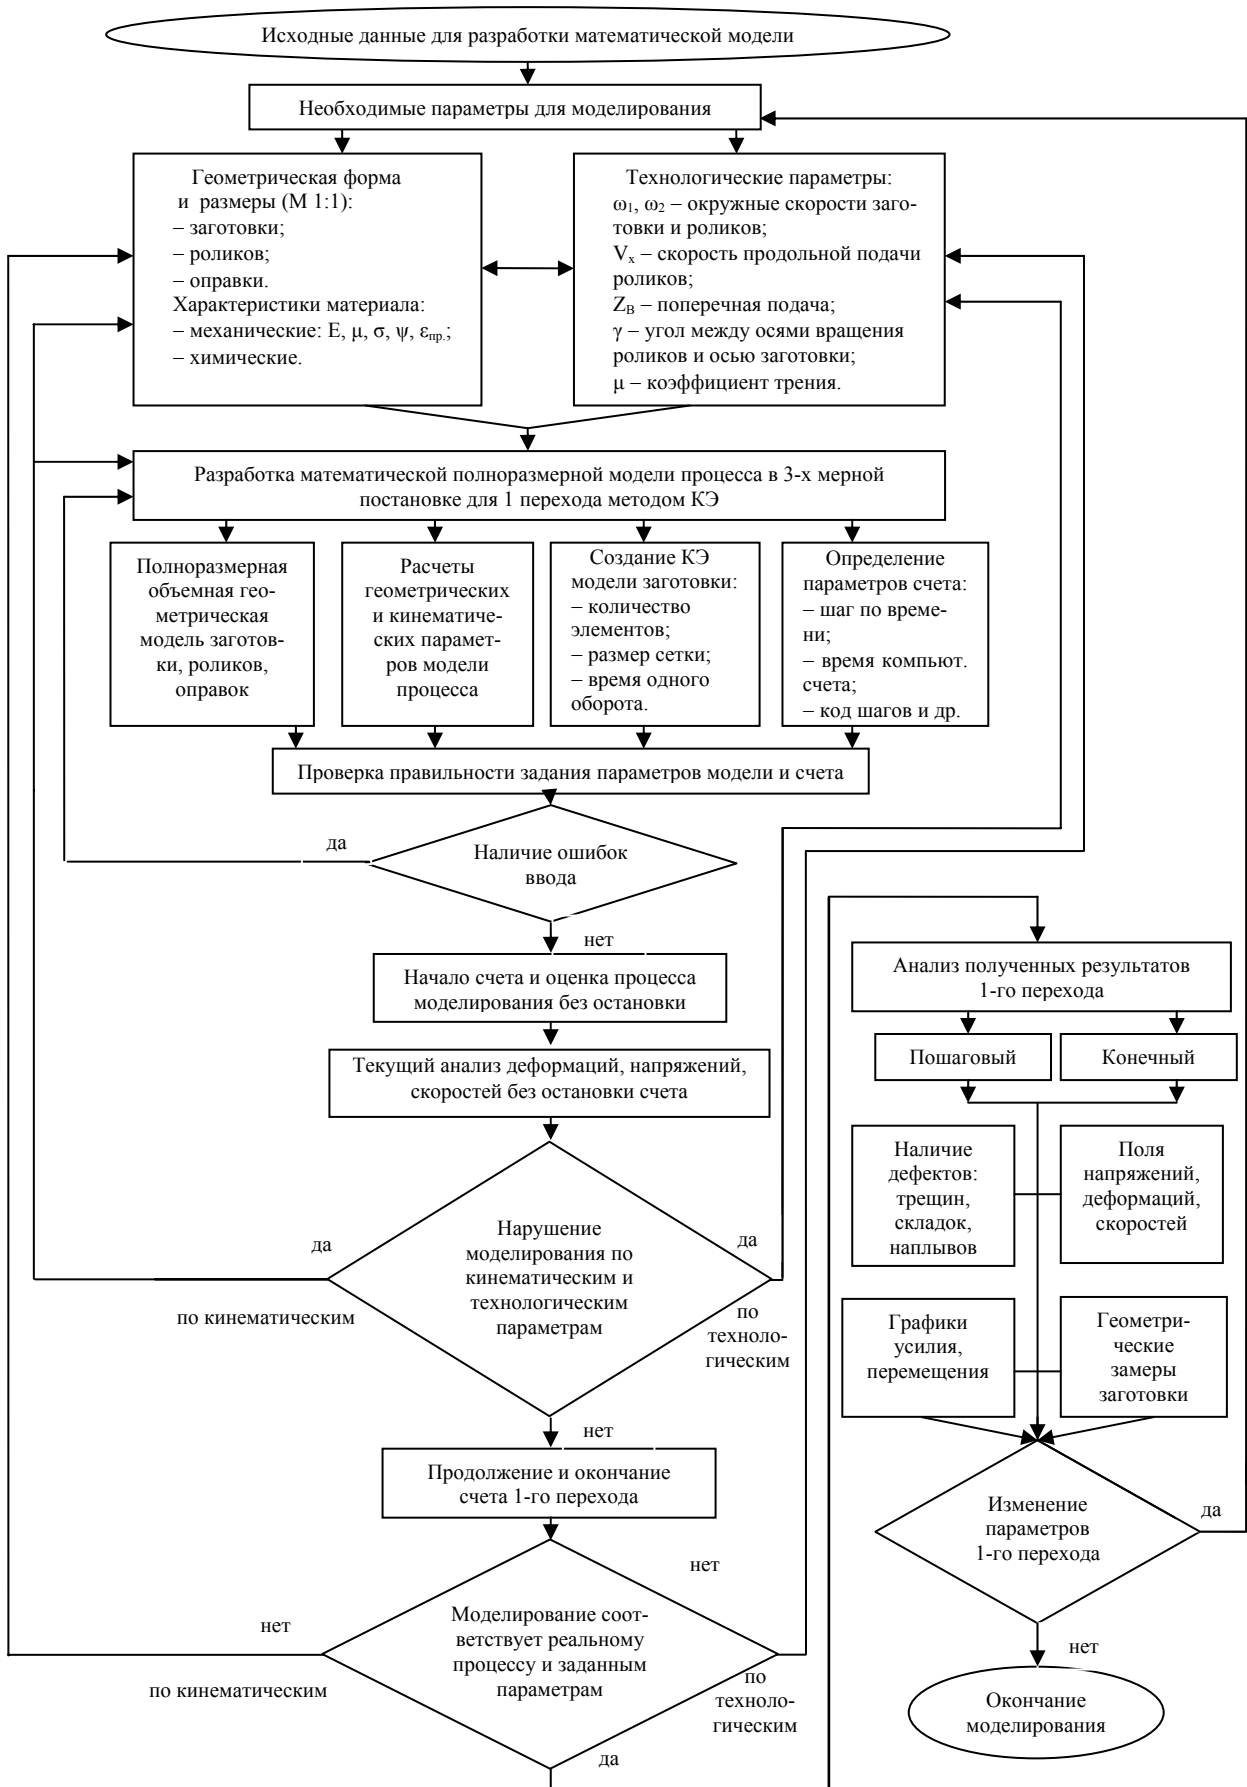 Исходные данные для разработки математической модели
Необходимые параметры для моделирования
Геометрическая форма
и размеры (М 1:1):
– заготовки;
– роликов;
– оправки.
Характеристики материала:
– механические: E, μ, σ, ψ, εпр.;
– химические.
Технологические параметры:
ω₁, ω₂ – окружные скорости заго-
товки и роликов;
Vx – скорость продольной подачи
роликов;
ZВ – поперечная подача;
γ – угол между осями вращения
роликов и осью заготовки;
μ – коэффициент трения.
Разработка математической полноразмерной модели процесса в 3-х мерной
постановке для 1 перехода методом КЭ
Полноразмерная
объемная гео-
метрическая
модель заготов-
ки, роликов,
оправок
Расчеты
геометрических
и кинематиче-
ских парамет-
ров модели
процесса
Создание КЭ
модели заготовки:
– количество
элементов;
– размер сетки;
– время одного
оборота.
Определение
параметров счета:
– шаг по време-
ни;
– время компьют.
счета;
– код шагов и др.
Проверка правильности задания параметров модели и счета
да
Наличие ошибок
ввода
нет
Начало счета и оценка процесса
моделирования без остановки
Текущий анализ деформаций, напряжений,
скоростей без остановки счета
да
Нарушение
моделирования по
кинематическим и
технологическим
параметрам
да
по кинематическим
по
техноло-
гическим
нет
Продолжение и окончание
счета 1-го перехода
нет
нет
Моделирование соот-
ветствует реальному
процессу и заданным
параметрам
по кинематическим
по
техноло-
гическим
да
Анализ полученных результатов
1-го перехода
Пошаговый
Конечный
Наличие
дефектов:
трещин,
складок,
наплывов
Поля
напряжений,
деформаций,
скоростей
Графики
усилия,
перемещения
Геометри-
ческие
замеры
заготовки
Изменение
параметров
1-го перехода
да
нет
Окончание
моделирования